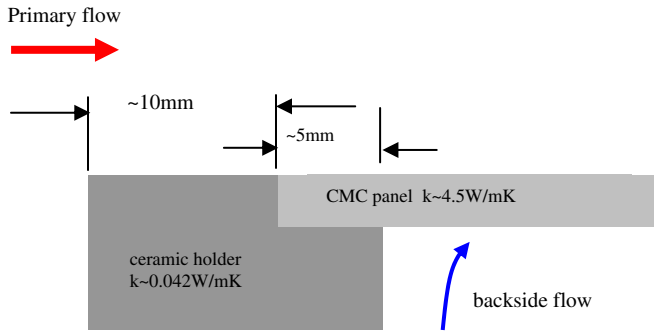 Primary flow
~10mm
~5mm
CMC panel k~4.5W/mK
ceramic holder
k~0.042W/mK
backside flow